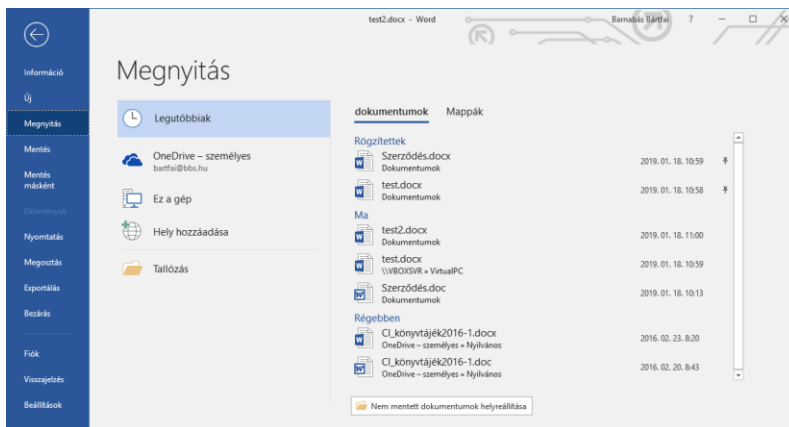 test2.docx - Word
Barnabás Bártfai
?
Információ
Új
Megnyitás
Mentés
Mentés
másként
Előzmények
Nyomtatás
Megosztás
Exportálás
Bezárás
Fiók
Visszajelzés
Beállítások
Megnyitás
Legutóbbiak
OneDrive – személyes
bartfai@bbs.hu
Ez a gép
Hely hozzáadása
Tallózás
dokumentumok Mappák
Rögzítettek
Szerződés.docx 2019. 01. 18. 10:59
Dokumentumok
test.docx 2019. 01. 18. 10:58
Dokumentumok
Ma
test2.docx 2019. 01. 18. 11:00
Dokumentumok
test.docx 2019. 01. 18. 10:59
\\VBOXSVR » VirtualPC
Szerződés.doc 2019. 01. 18. 10:13
Dokumentumok
Régebben
CI_könyvtájék2016-1.docx 2016. 02. 23. 8:20
OneDrive – személyes » Nyilvános
CI_könyvtájék2016-1.doc 2016. 02. 20. 8:43
OneDrive – személyes » Nyilvános
Nem mentett dokumentumok helyreállítása